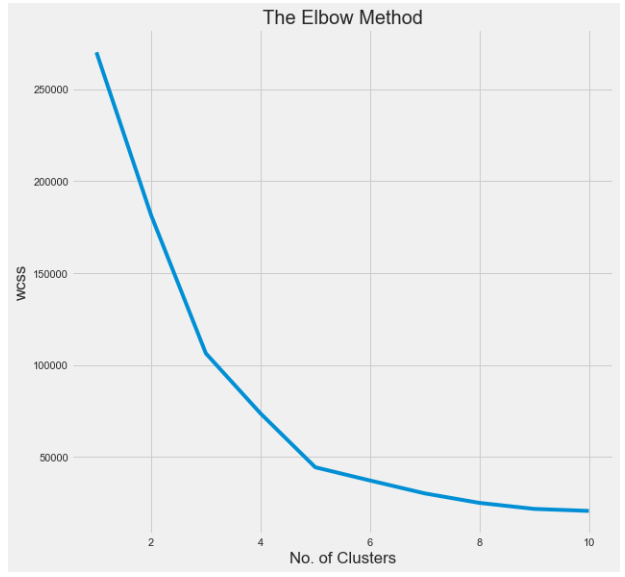 The Elbow Method
250000
200000
150000
100000
50000
wcss
2 4 6 8 10
No. of Clusters